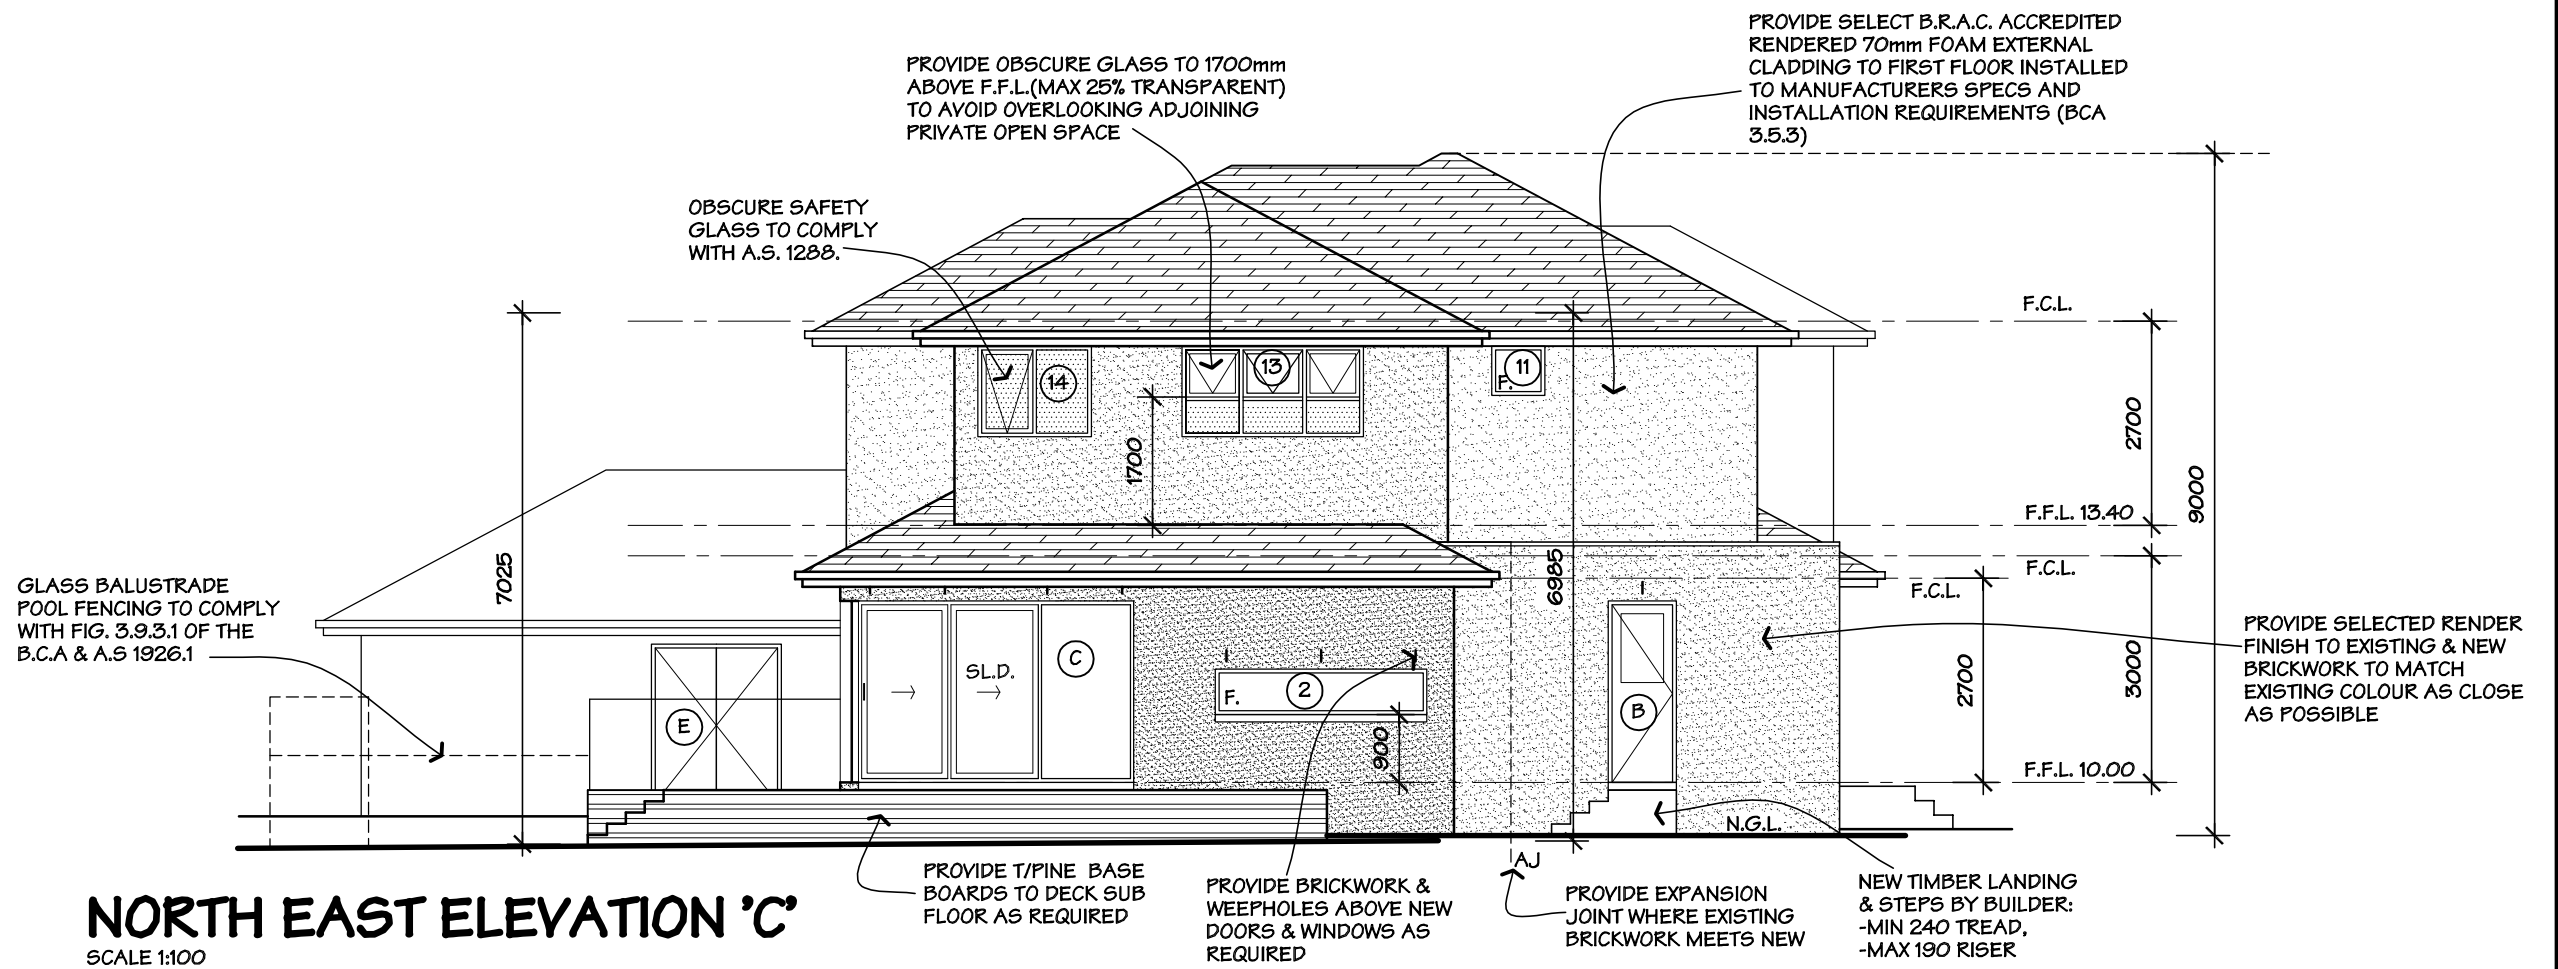 PROVIDE SELECT B.R.A.C. ACCREDITED
RENDERED 70mm FOAM EXTERNAL
CLADDING TO FIRST FLOOR INSTALLED
TO MANUFACTURERS SPECS AND
INSTALLATION REQUIREMENTS (BCA
3.5.3)
PROVIDE OBSCURE GLASS TO 1700mm
ABOVE F.F.L.(MAX 25% TRANSPARENT)
TO AVOID OVERLOOKING ADJOINING
PRIVATE OPEN SPACE
OBSCURE SAFETY
GLASS TO COMPLY
WITH A.S. 1288.
F.C.L.
14
13
11
F.
2700
1700
9000
F.F.L. 13.40
7025
6985
F.C.L.
F.C.L.
GLASS BALUSTRADE
POOL FENCING TO COMPLY
WITH FIG. 3.9.3.1 OF THE
B.C.A & A.S 1926.1
PROVIDE SELECTED RENDER
FINISH TO EXISTING & NEW
BRICKWORK TO MATCH
EXISTING COLOUR AS CLOSE
AS POSSIBLE
C
SL.D.
F.
2
B
E
2700
3000
900
F.F.L. 10.00
N.G.L.
AJ
PROVIDE T/PINE BASE
BOARDS TO DECK SUB
FLOOR AS REQUIRED
PROVIDE BRICKWORK &
WEEPHOLES ABOVE NEW
DOORS & WINDOWS AS
REQUIRED
PROVIDE EXPANSION
JOINT WHERE EXISTING
BRICKWORK MEETS NEW
NEW TIMBER LANDING
& STEPS BY BUILDER:
-MIN 240 TREAD,
-MAX 190 RISER
NORTH EAST ELEVATION 'C'
SCALE 1:100